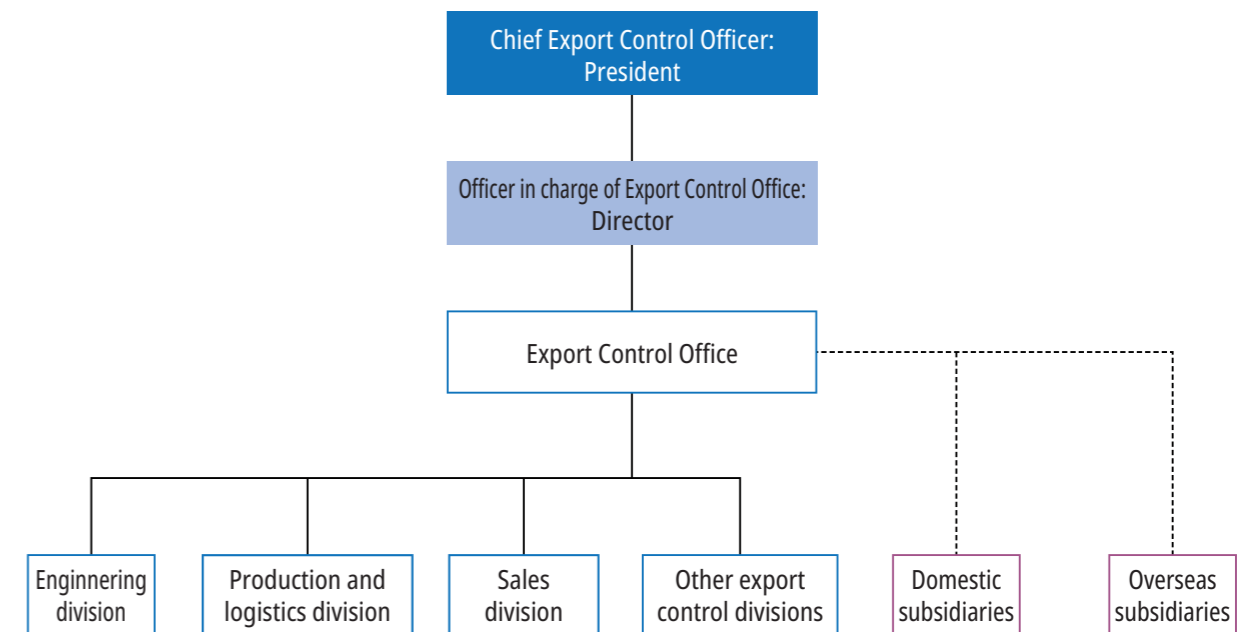 Chief Export Control Officer:
President
Officer in charge of Export Control Office:
Director
Export Control Office
Enginnering
division
Production and
logistics division
Sales
division
Other export
control divisions
Domestic
subsidiaries
Overseas
subsidiaries